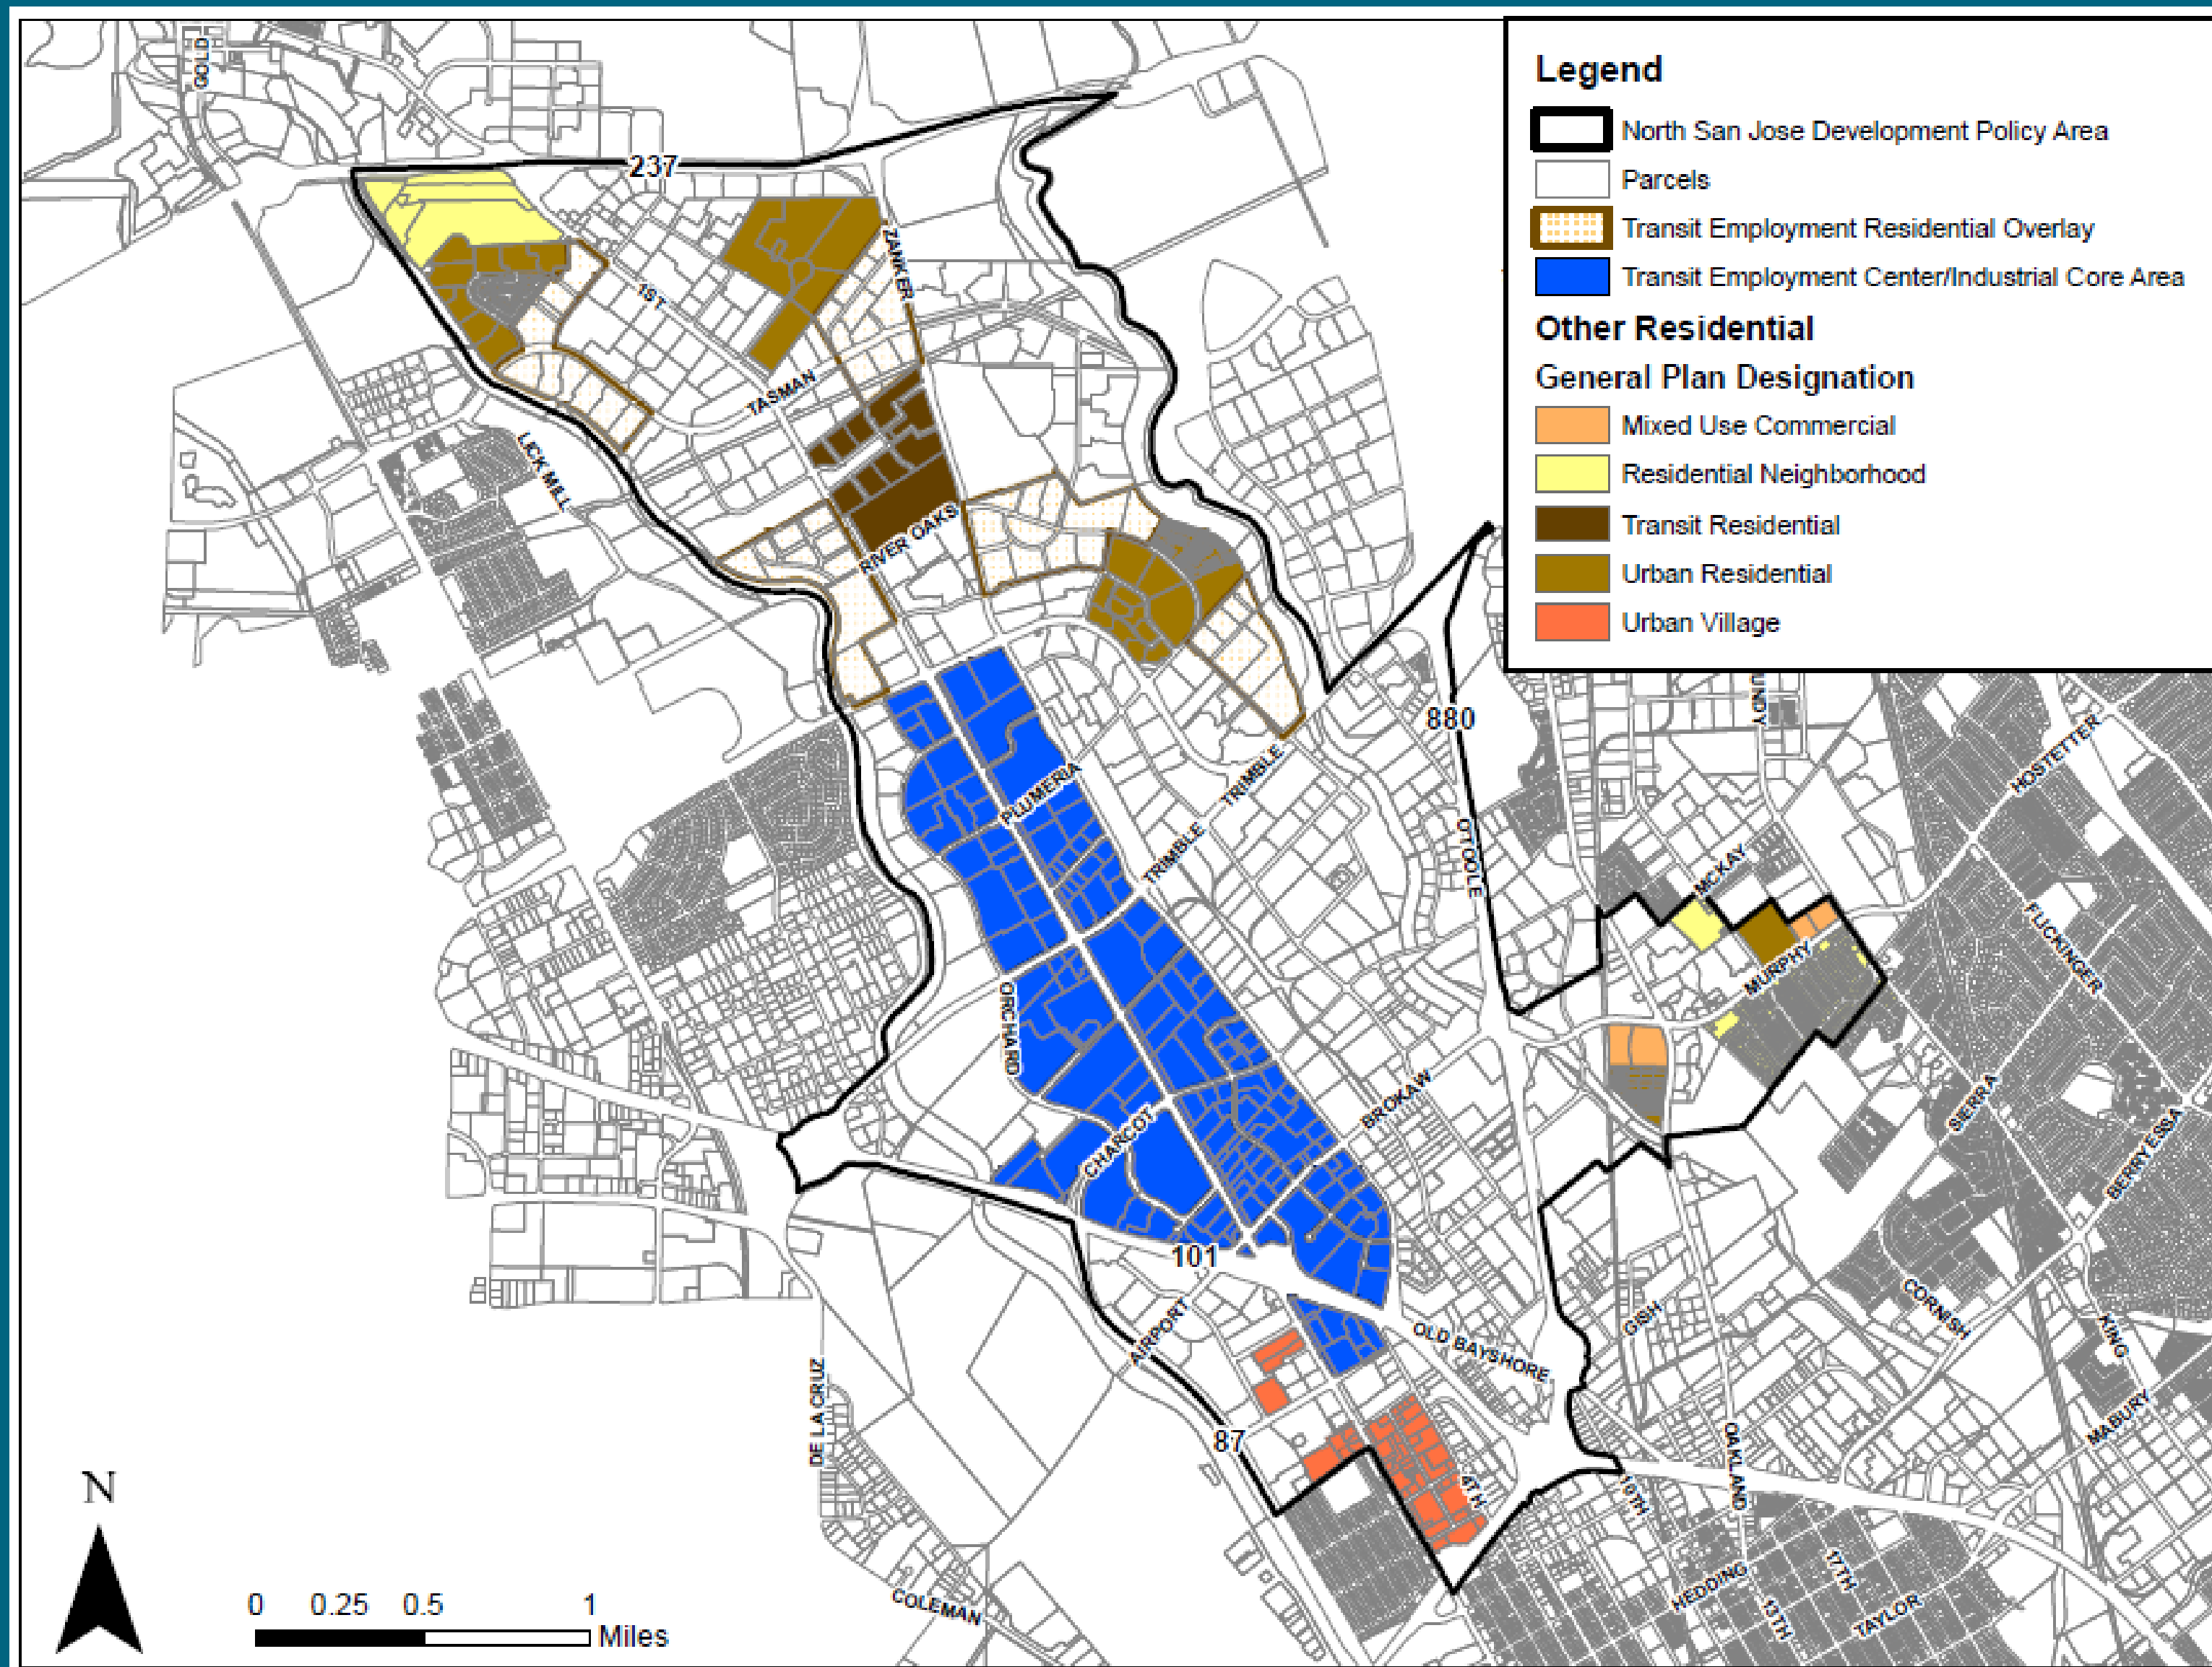 Legend
North San Jose Development Policy Area
Parcels
Transit Employment Residential Overlay
Transit Employment Center/Industrial Core Area
Other Residential
General Plan Designation
Mixed Use Commercial
Residential Neighborhood
Transit Residential
Urban Residential
Urban Village
GOLD
237
ZANKER
1ST
TASMAN
LICK MILL
RIVER OAKS
880
UNDY
HOSTETTER
TRIMBLE
PLUMERIA
TRIMBLE
OTOOLE
MCKAY
FLICKINGER
MURPHY
ORCHARD
BROKAW
SIERRA
CHARCOT
BERRYESSA
101
AIRPORT
GISH
CORNISH
KING
OLD BAYSHORE
DE LA CRUZ
MABURY
87
OAKLAND
4TH
10TH
N
HEDDING
17TH
13TH
TAYLOR
COLEMAN
0 0.25 0.5 1
Miles